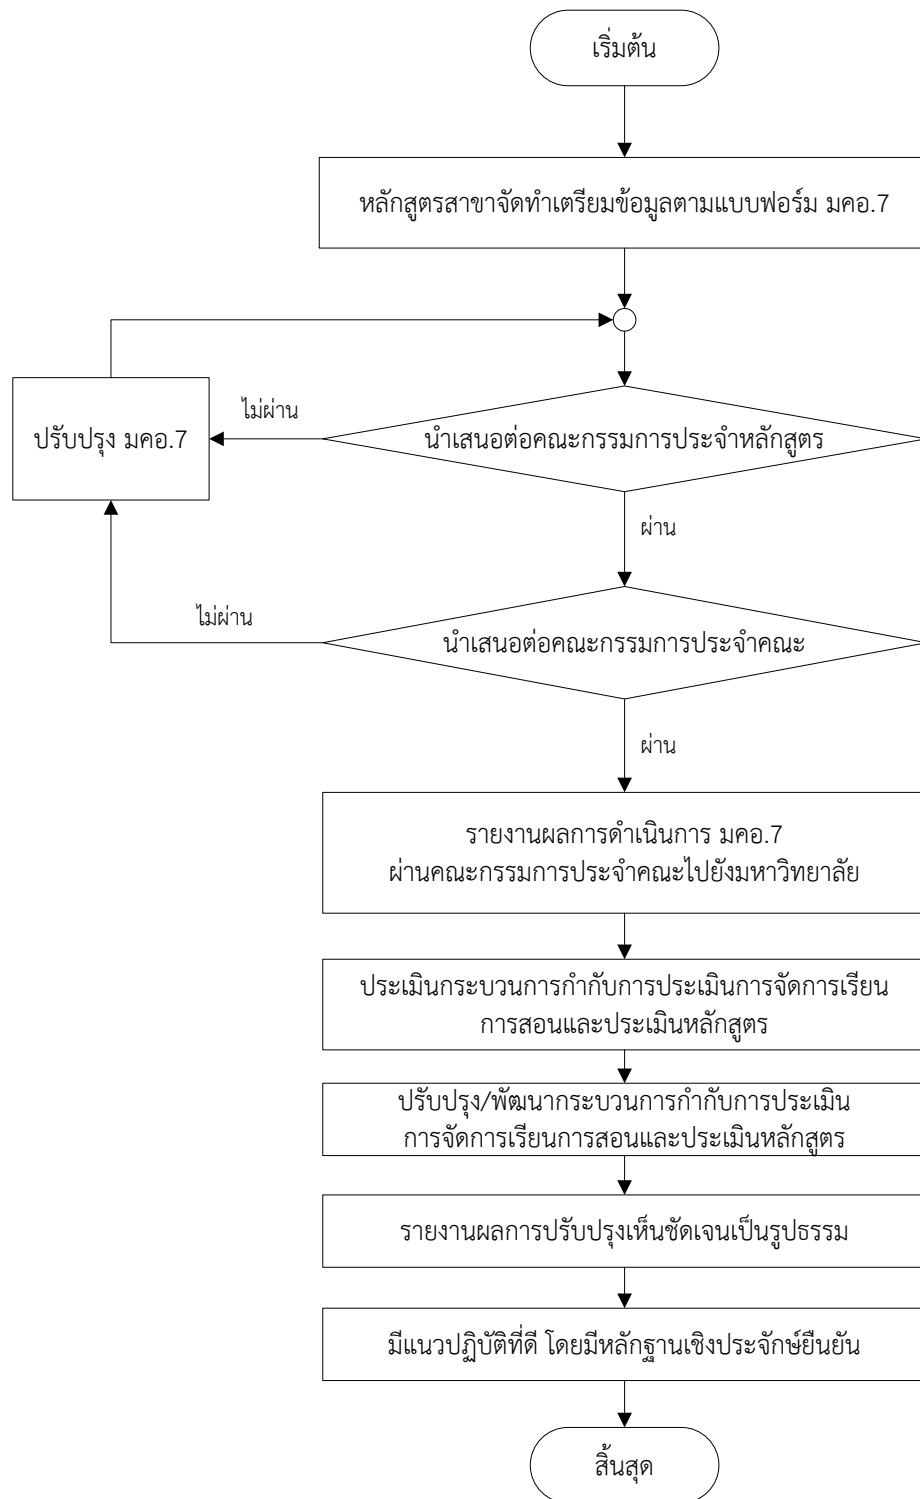 เริ่มต้น
หลักสูตรสาขาจัดทำเตรียมข้อมูลตามแบบฟอร์ม มคอ.7
ไม่ผ่าน
ปรับปรุง มคอ.7
นำเสนอต่อคณะกรรมการประจำหลักสูตร
ผ่าน
ไม่ผ่าน
นำเสนอต่อคณะกรรมการประจำคณะ
ผ่าน
รายงานผลการดำเนินการ มคอ.7
ผ่านคณะกรรมการประจำคณะไปยังมหาวิทยาลัย
ประเมินกระบวนการกำกับการประเมินการจัดการเรียน
การสอนและประเมินหลักสูตร
ปรับปรุง/พัฒนากระบวนการกำกับการประเมิน
การจัดการเรียนการสอนและประเมินหลักสูตร
รายงานผลการปรับปรุงเห็นชัดเจนเป็นรูปธรรม
มีแนวปฏิบัติที่ดี โดยมีหลักฐานเชิงประจักษ์ยืนยัน
สิ้นสุด